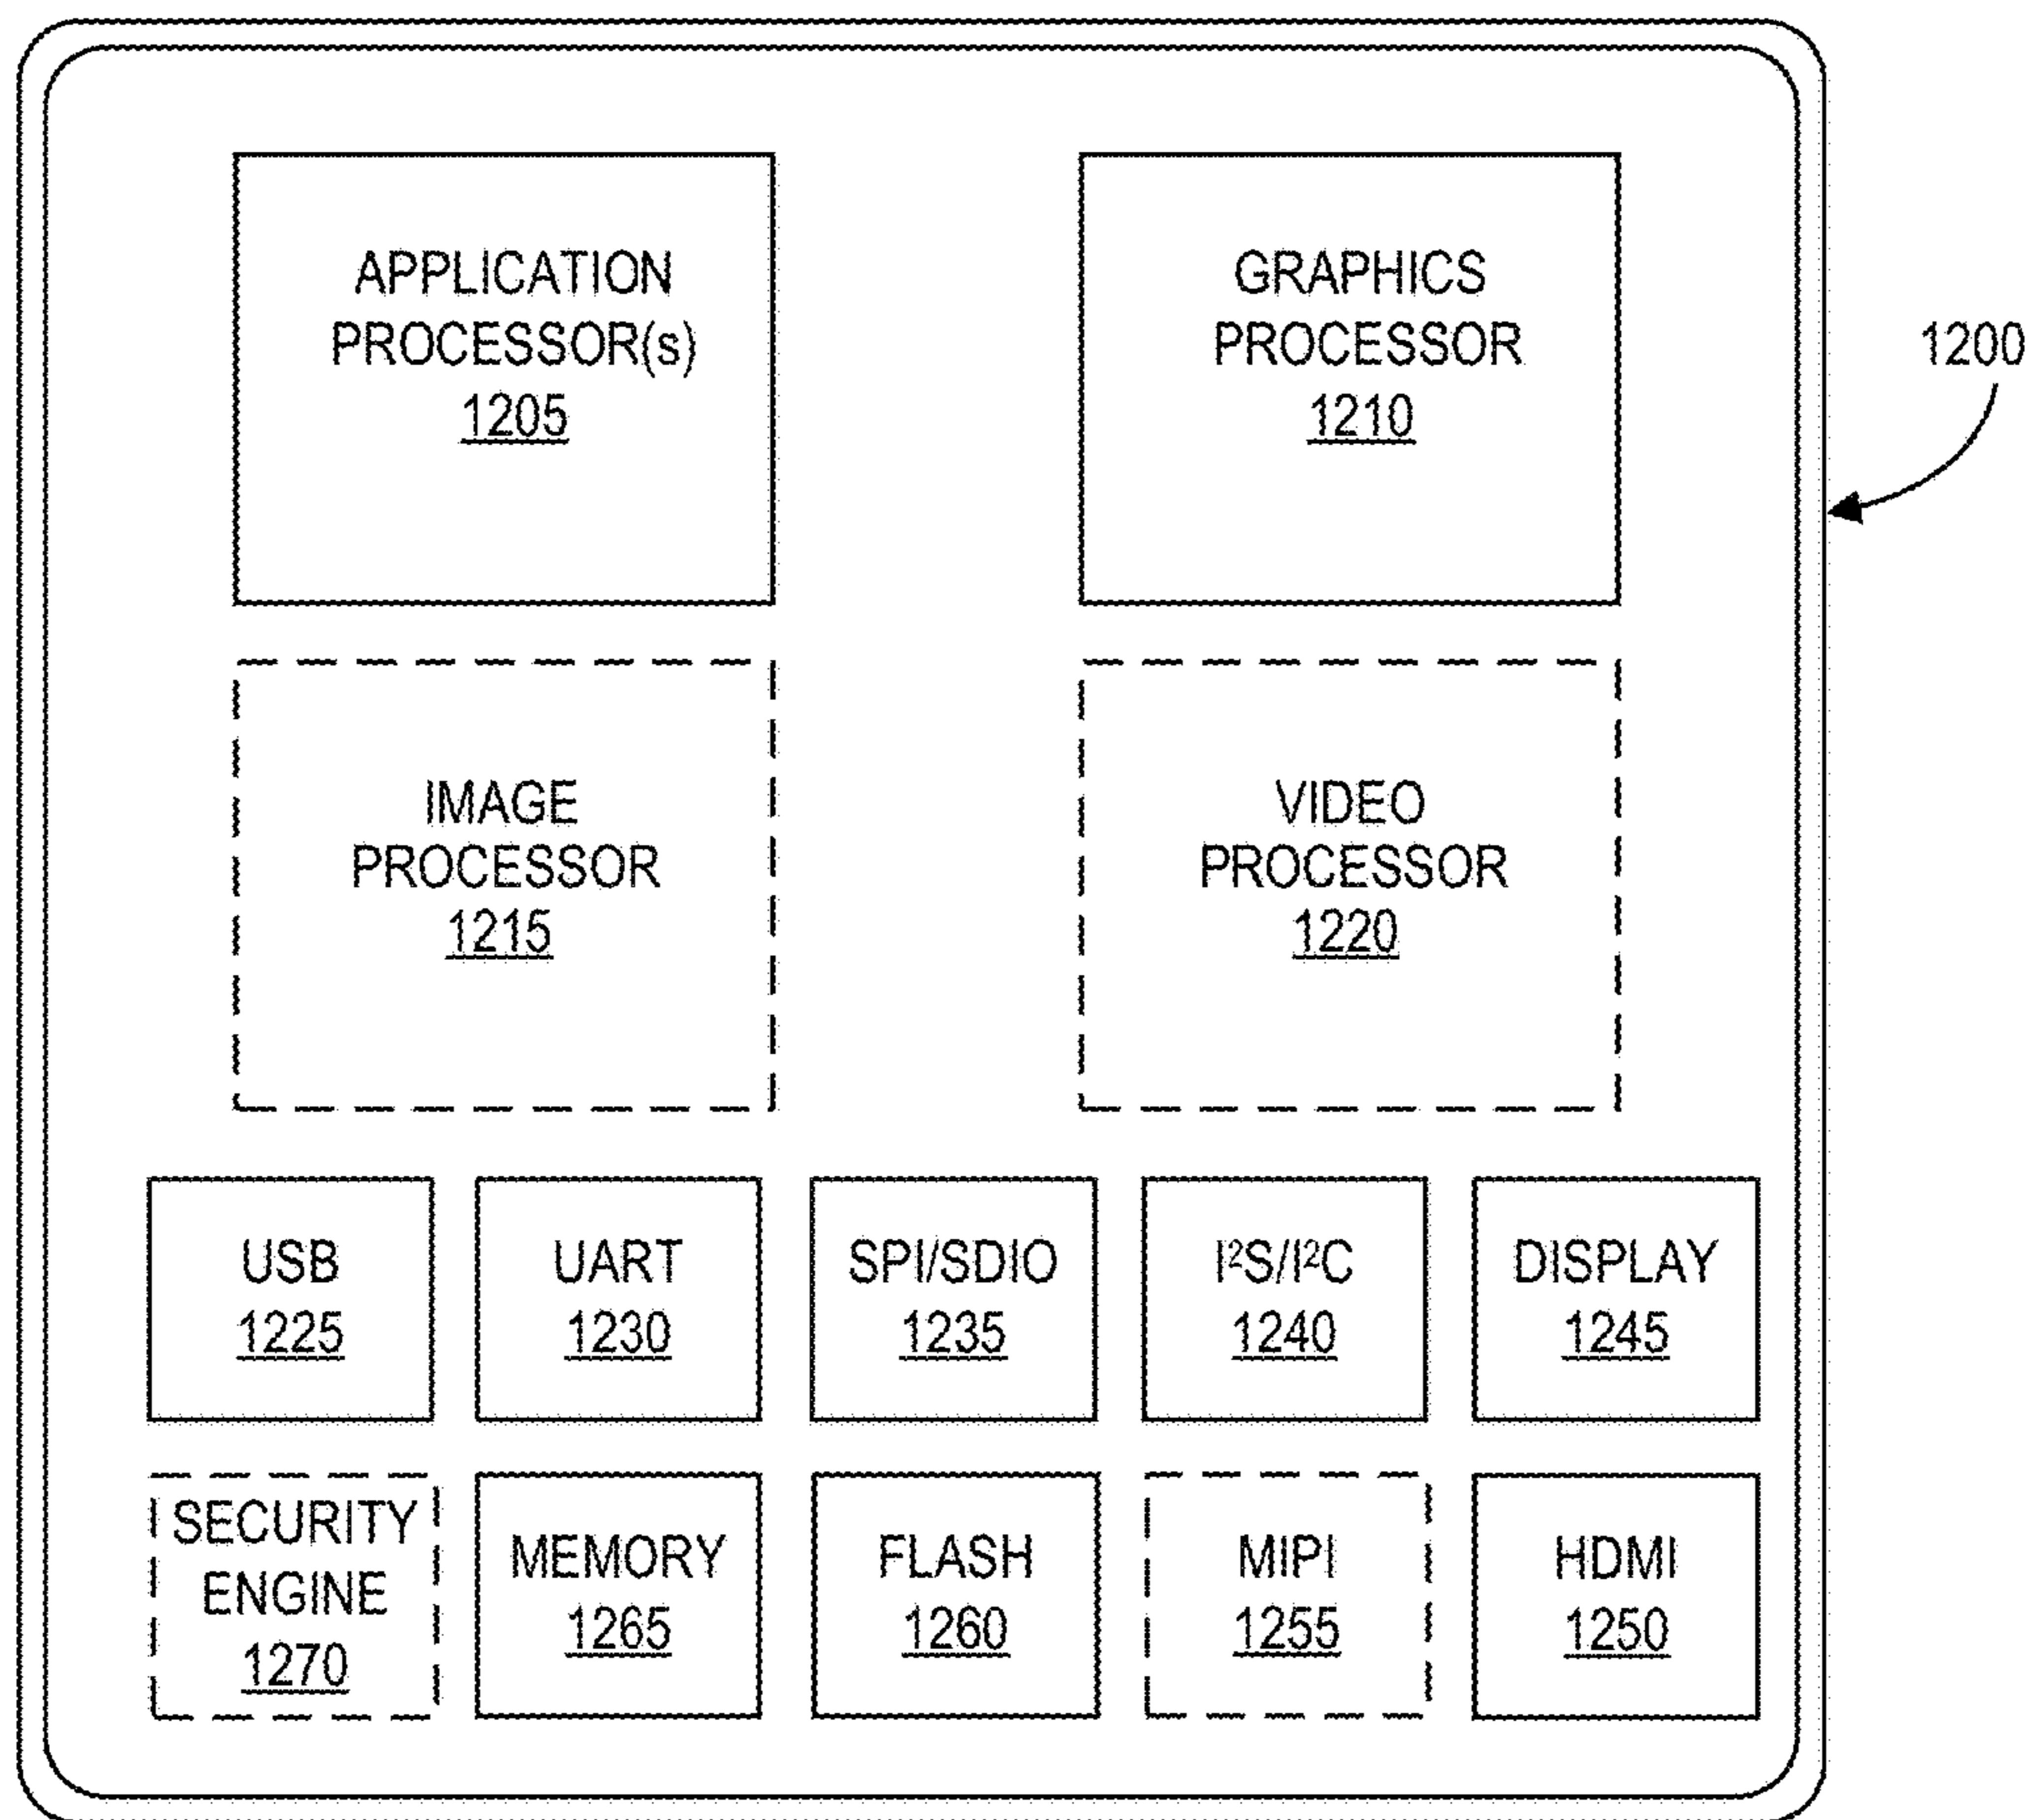 APPLICATION
PROCESSOR(s)
1205
GRAPHICS
PROCESSOR
1210
1200
IMAGE
PROCESSOR
1215
VIDEO
PROCESSOR
1220
USB
1225
UART
1230
SPI/SDIO
1235
I²S/I²C
1240
DISPLAY
1245
SECURITY
ENGINE
1270
MEMORY
1265
FLASH
1260
MIPI
1255
HDMI
1250